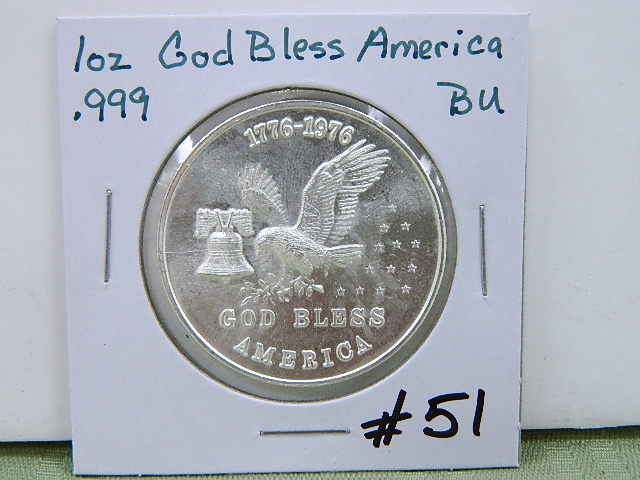 1oz God Bless America
.999 BU
1776-1976
GOD BLESS
AMERICA
#51